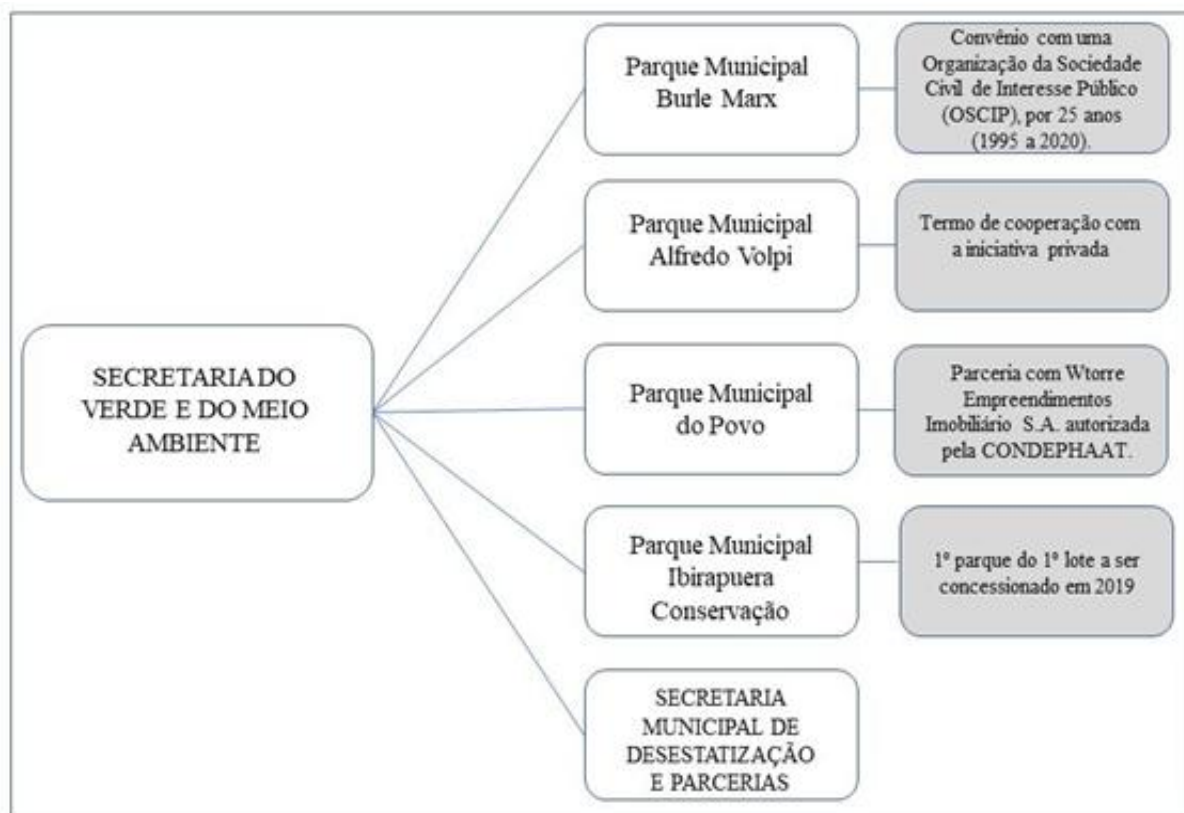 SECRETARIA DO
VERDE E DO MEIO
AMBIENTE
Parque Municipal
Burle Marx
Convênio com uma
Organização da Sociedade
Civil de Interesse Público
(OSCIP), por 25 anos
(1995 a 2020).
Parque Municipal
Alfredo Volpi
Termo de cooperação com
a iniciativa privada
Parque Municipal
do Povo
Parceria com Wtorre
Empreendimentos
Imobiliário S.A. autorizada
pela CONDEPHAAT.
Parque Municipal
Ibirapuera
Conservação
1º parque do 1º lote a ser
concessionado em 2019
SECRETARIA
MUNICIPAL DE
DESESTATIZAÇÃO
E PARCERIAS